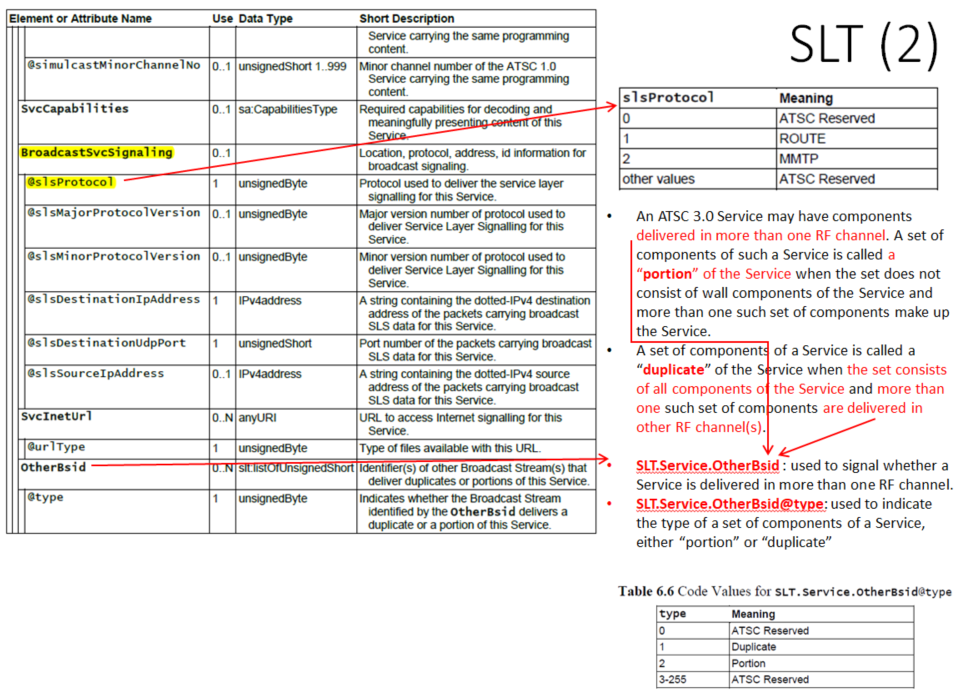 SLT (2)
Element or Attribute Name Use Data Type Short Description
Service carrying the same programming
content.
@simulcastMinorChannelNo 0..1 unsignedShort 1..999 Minor channel number of the ATSC 1.0
Service carrying the same programming
content.
SvcCapabilities 0..1 sa:CapabilitiesType Required capabilities for decoding and
meaningfully presenting content of this
Service.
BroadcastSvcSignaling 0..1 Location, protocol, address, id information for
broadcast signaling.
@slsProtocol 1 unsignedByte Protocol used to deliver the service layer
signalling for this Service.
@slsMajorProtocolVersion 0..1 unsignedByte Major version number of protocol used to
deliver Service Layer Signalling for this
Service.
@slsMinorProtocolVersion 0..1 unsignedByte Minor version number of protocol used to
deliver Service Layer Signalling for this
Service.
@slsDestinationIpAddress 1 IPv4address A string containing the dotted-IPv4 destination
address of the packets carrying broadcast
SLS data for this Service.
@slsDestinationUdpPort 1 unsignedShort Port number of the packets carrying broadcast
SLS data for this Service.
@slsSourceIpAddress 0..1 IPv4address A string containing the dotted-IPv4 source
address of the packets carrying broadcast
SLS data for this Service.
SvcInetUrl 0..N anyURI URL to access Internet signalling for this
Service.
@urlType 1 unsignedByte Type of files available with this URL.
OtherBsid 0..N slt:listOfUnsignedShort Identifier(s) of other Broadcast Stream(s) that
deliver duplicates or portions of this Service.
@type 1 unsignedByte Indicates whether the Broadcast Stream
identified by the OtherBsid delivers a
duplicate or a portion of this Service.
slsProtocol Meaning
0 ATSC Reserved
1 ROUTE
2 MMTP
other values ATSC Reserved
• An ATSC 3.0 Service may have components
delivered in more than one RF channel. A set of
components of such a Service is called a
“portion” of the Service when the set does not
consist of wall components of the Service and
more than one such set of components make up
the Service.
• A set of components of a Service is called a
“duplicate” of the Service when the set consists
of all components of the Service and more than
one such set of components are delivered in
other RF channel(s).
• SLT.Service.OtherBsid : used to signal whether a
Service is delivered in more than one RF channel.
• SLT.Service.OtherBsid@type: used to indicate
the type of a set of components of a Service,
either “portion” or “duplicate”
Table 6.6 Code Values for SLT.Service.OtherBsid@type
type Meaning
0 ATSC Reserved
1 Duplicate
2 Portion
3-255 ATSC Reserved